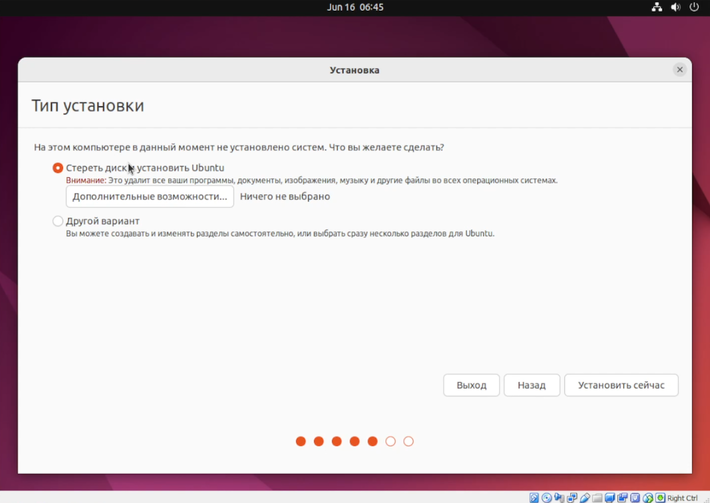 Jun 16 06:45
Установка
Тип установки
На этом компьютере в данный момент не установлено систем. Что вы желаете сделать?
Стереть диск и установить Ubuntu
Внимание: Это удалит все ваши программы, документы, изображения, музыку и другие файлы во всех операционных системах.
Дополнительные возможности... Ничего не выбрано
Другой вариант
Вы можете создавать и изменять разделы самостоятельно, или выбрать сразу несколько разделов для Ubuntu.
Выход Назад Установить сейчас
Right Ctrl